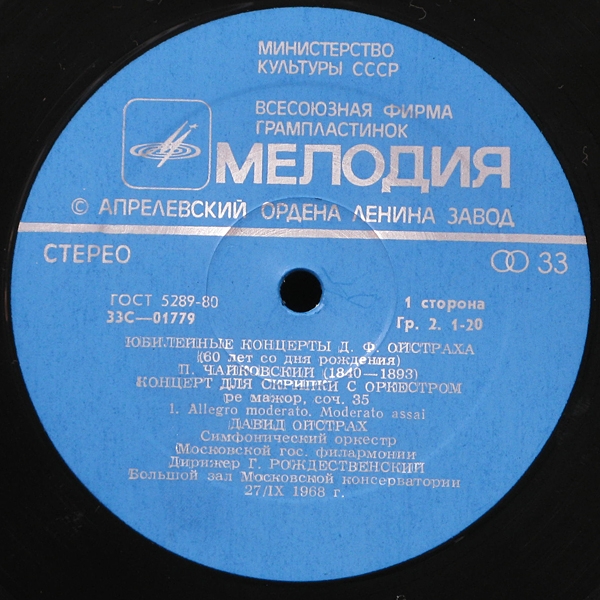 МИНИСТЕРСТВО
КУЛЬТУРЫ СССР
ВСЕСОЮЗНАЯ ФИРМА
ГРАМПЛАСТИНОК
МЕЛОДИЯ
© АПРЕЛЕВСКИЙ ОРДЕНА ЛЕНИНА ЗАВОД
СТЕРЕО
33
ГОСТ 5289-80
33С—01779
1 сторона
Гр. 2. 1-20
ЮБИЛЕЙНЫЕ КОНЦЕРТЫ Д. Ф. ОЙСТРАХА
(60 лет со дня рождения)
П. ЧАЙКОВСКИЙ (1840—1893)
КОНЦЕРТ ДЛЯ СКРИПКИ С ОРКЕСТРОМ
ре мажор, соч. 35
1. Allegro moderato. Moderato assai
ДАВИД ОЙСТРАХ
Симфонический оркестр
Московской гос. филармонии
Дирижер Г. РОЖДЕСТВЕНСКИЙ
Большой зал Московской консерватории
27/IX 1968 г.